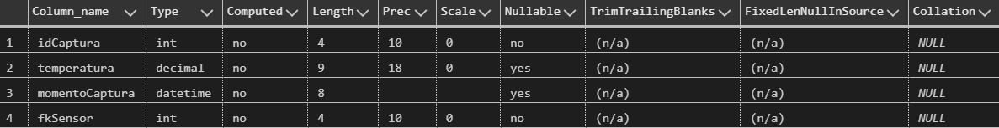 Column_name Type Computed Length Prec Scale Nullable TrimTrailingBlanks FixedLenNullInSource Collation
1 idCaptura int no 4 10 0 no (n/a) (n/a) NULL
2 temperatura decimal no 9 18 0 yes (n/a) (n/a) NULL
3 momentoCaptura datetime no 8 yes (n/a) (n/a) NULL
4 fkSensor int no 4 10 0 no (n/a) (n/a) NULL